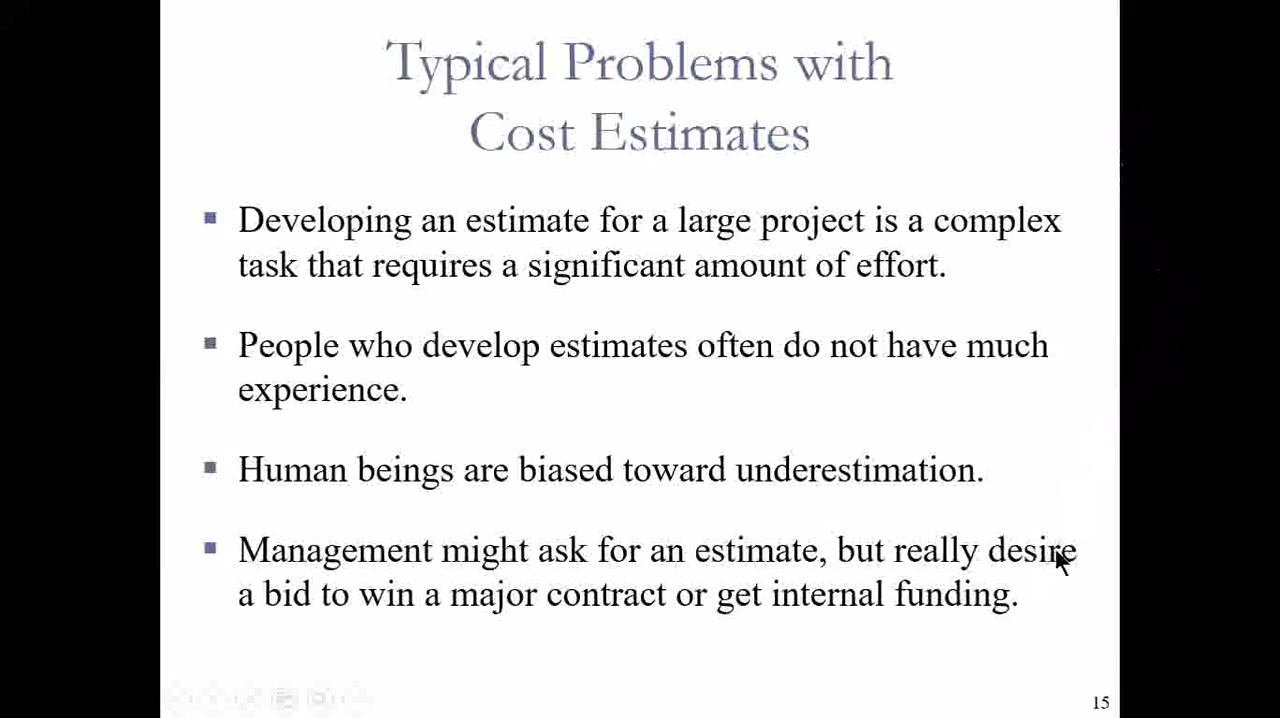 Typical Problems with
Cost Estimates
Developing an estimate for a large project is a complex
task that requires a significant amount of effort.
People who develop estimates often do not have much
experience.
Human beings are biased toward underestimation.
Management might ask for an estimate, but really desire
a bid to win a major contract or get internal funding.
15